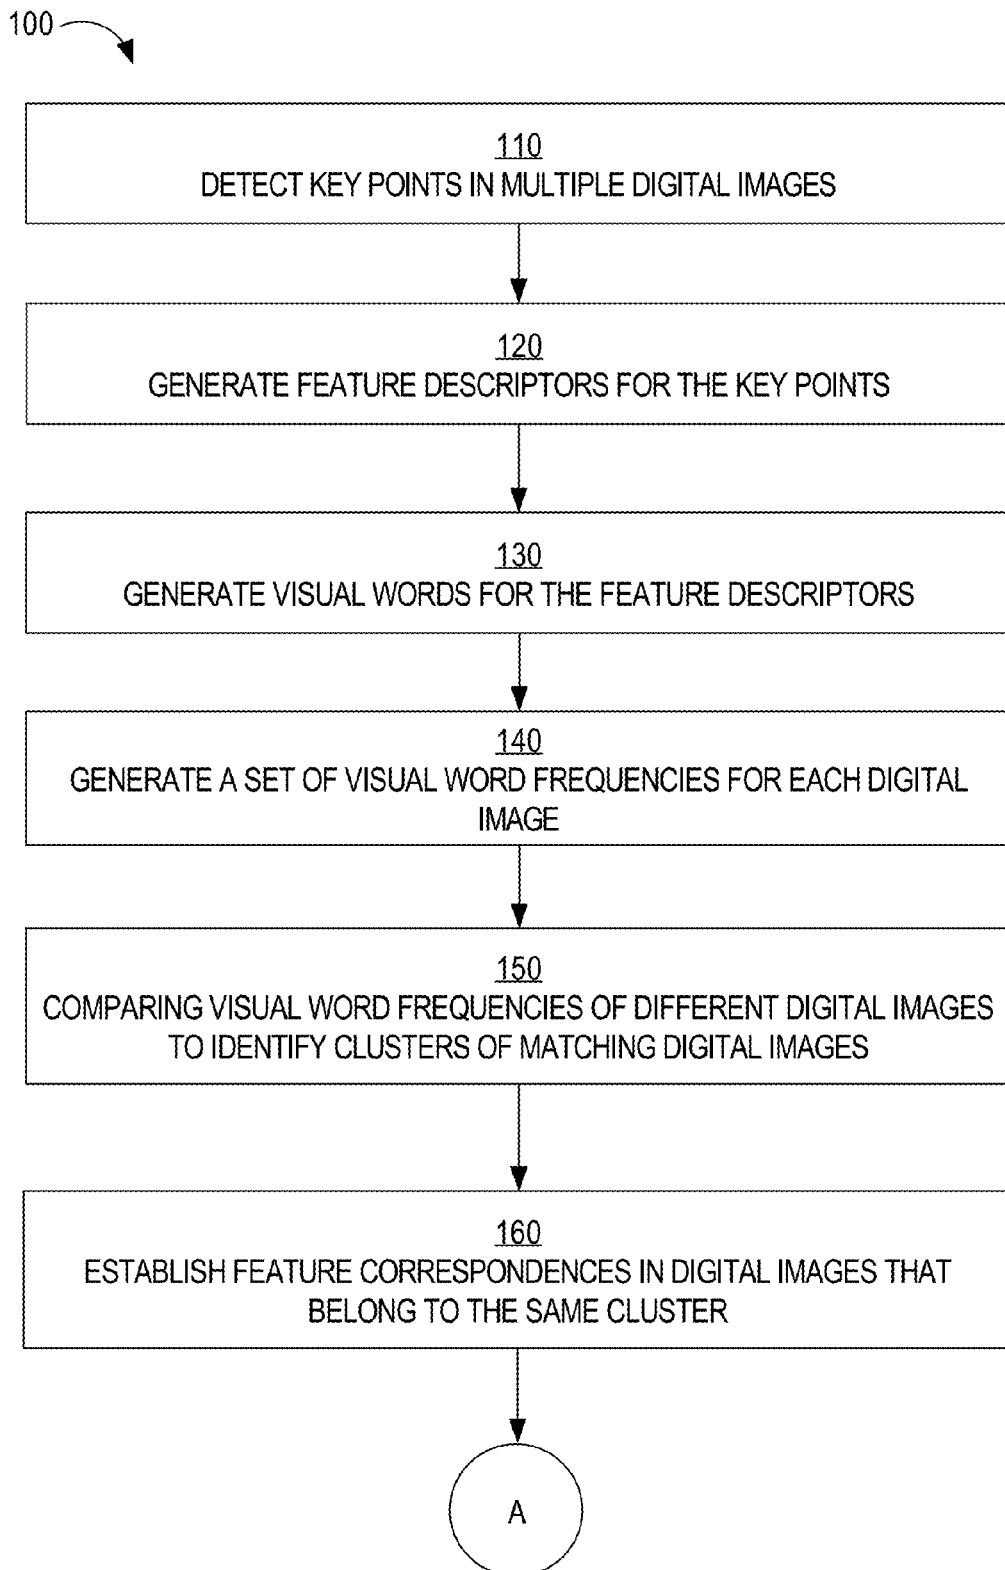 100
110
DETECT KEY POINTS IN MULTIPLE DIGITAL IMAGES
120
GENERATE FEATURE DESCRIPTORS FOR THE KEY POINTS
130
GENERATE VISUAL WORDS FOR THE FEATURE DESCRIPTORS
140
GENERATE A SET OF VISUAL WORD FREQUENCIES FOR EACH DIGITAL
IMAGE
150
COMPARING VISUAL WORD FREQUENCIES OF DIFFERENT DIGITAL IMAGES
TO IDENTIFY CLUSTERS OF MATCHING DIGITAL IMAGES
160
ESTABLISH FEATURE CORRESPONDENCES IN DIGITAL IMAGES THAT
BELONG TO THE SAME CLUSTER
A